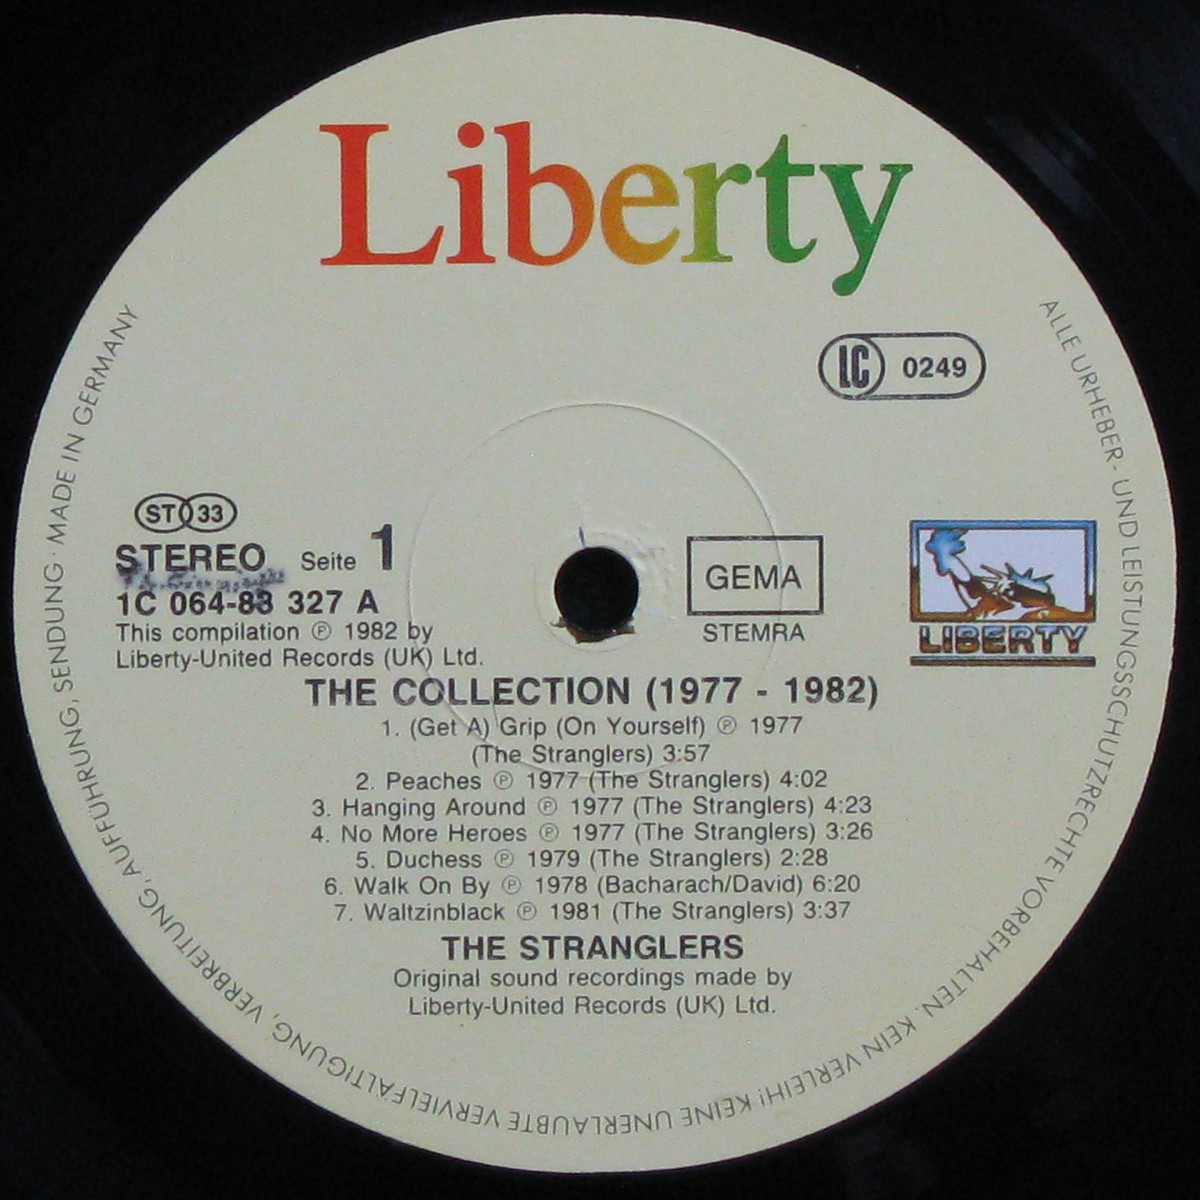 Liberty
LC 0249
ST 33
STEREO Seite 1
1C 064-83 327 A
This compilation ℗ 1982 by
Liberty-United Records (UK) Ltd.
GEMA
STEMRA
LIBERTY
THE COLLECTION (1977 - 1982)
1. (Get A) Grip (On Yourself) ℗ 1977
(The Stranglers) 3:57
2. Peaches ℗ 1977 (The Stranglers) 4:02
3. Hanging Around ℗ 1977 (The Stranglers) 4:23
4. No More Heroes ℗ 1977 (The Stranglers) 3:26
5. Duchess ℗ 1979 (The Stranglers) 2:28
6. Walk On By ℗ 1978 (Bacharach/David) 6:20
7. Waltzinblack ℗ 1981 (The Stranglers) 3:37
THE STRANGLERS
Original sound recordings made by
Liberty-United Records (UK) Ltd.
ALLE URHEBER- UND LEISTUNGSSCHUTZRECHTE VORBEHALTEN. KEIN VERLEIH! KEINE UNERLAUBTE VERVIELFÄLTIGUNG, VERBREITUNG, AUFFÜHRUNG, SENDUNG · MADE IN GERMANY